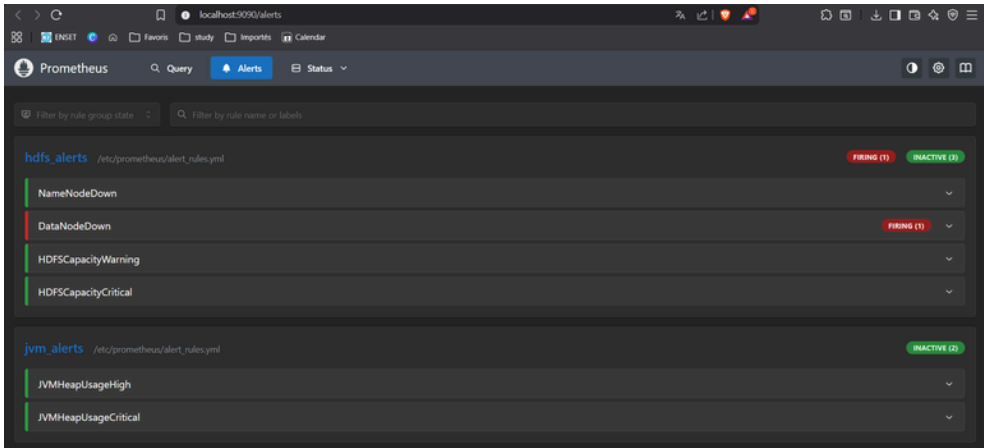 localhost:9090/alerts
ENSET Favoris study Importés Calendar
Prometheus Query Alerts Status
Filter by rule group state Filter by rule name or labels
hdfs_alerts /etc/prometheus/alert_rules.yml FIRING (1) INACTIVE (3)
NameNodeDown
DataNodeDown FIRING (1)
HDFSCapacityWarning
HDFSCapacityCritical
jvm_alerts /etc/prometheus/alert_rules.yml INACTIVE (2)
JVMHeapUsageHigh
JVMHeapUsageCritical